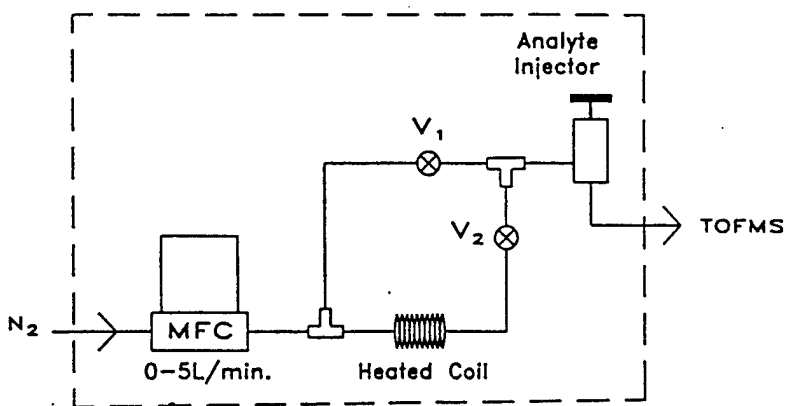 Analyte
Injector
V₁
V₂
TOFMS
N₂
MFC
0-5L/min.
Heated Coil